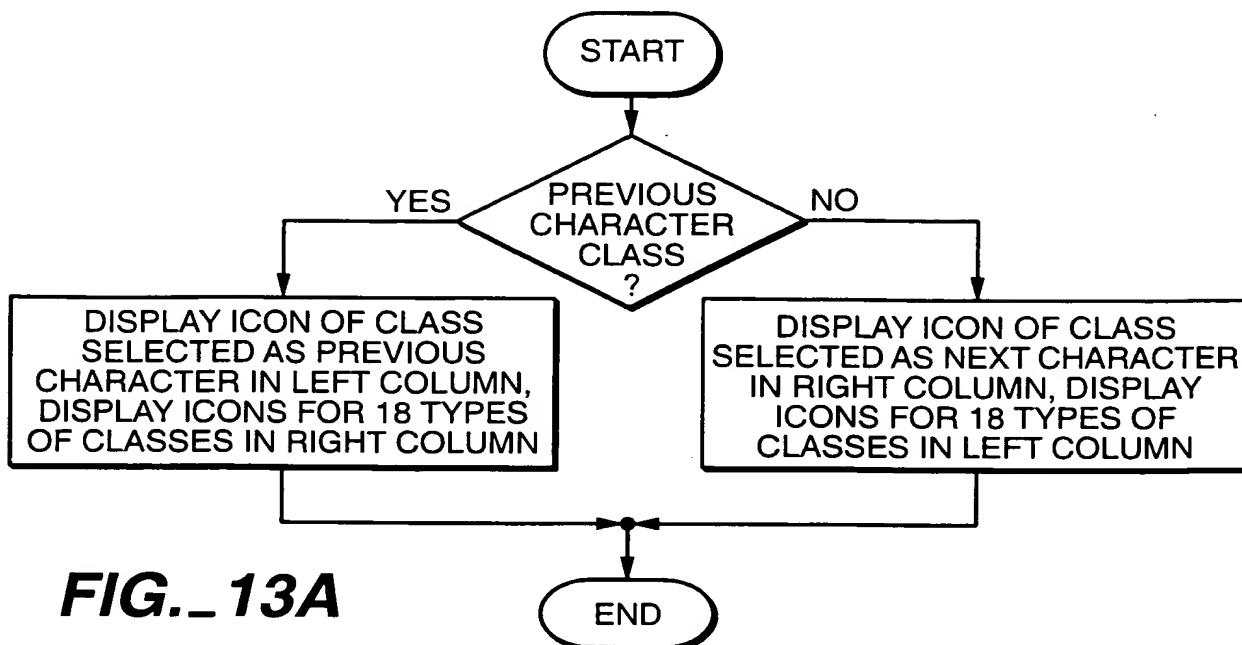 START
PREVIOUS
CHARACTER
CLASS
?
YES
NO
DISPLAY ICON OF CLASS
SELECTED AS PREVIOUS
CHARACTER IN LEFT COLUMN,
DISPLAY ICONS FOR 18 TYPES
OF CLASSES IN RIGHT COLUMN
DISPLAY ICON OF CLASS
SELECTED AS NEXT CHARACTER
IN RIGHT COLUMN, DISPLAY
ICONS FOR 18 TYPES OF
CLASSES IN LEFT COLUMN
END
FIG._13A